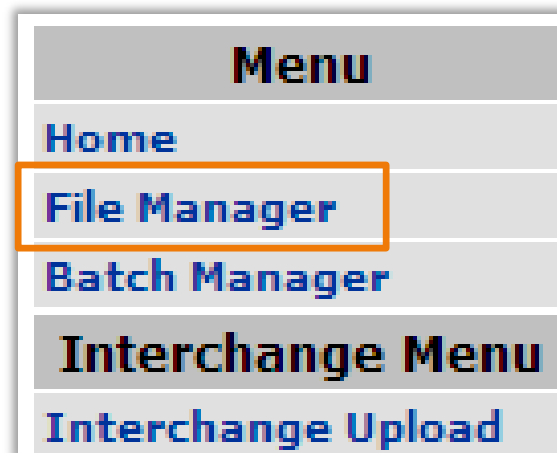 Menu
Home
File Manager
Batch Manager
Interchange Menu
Interchange Upload